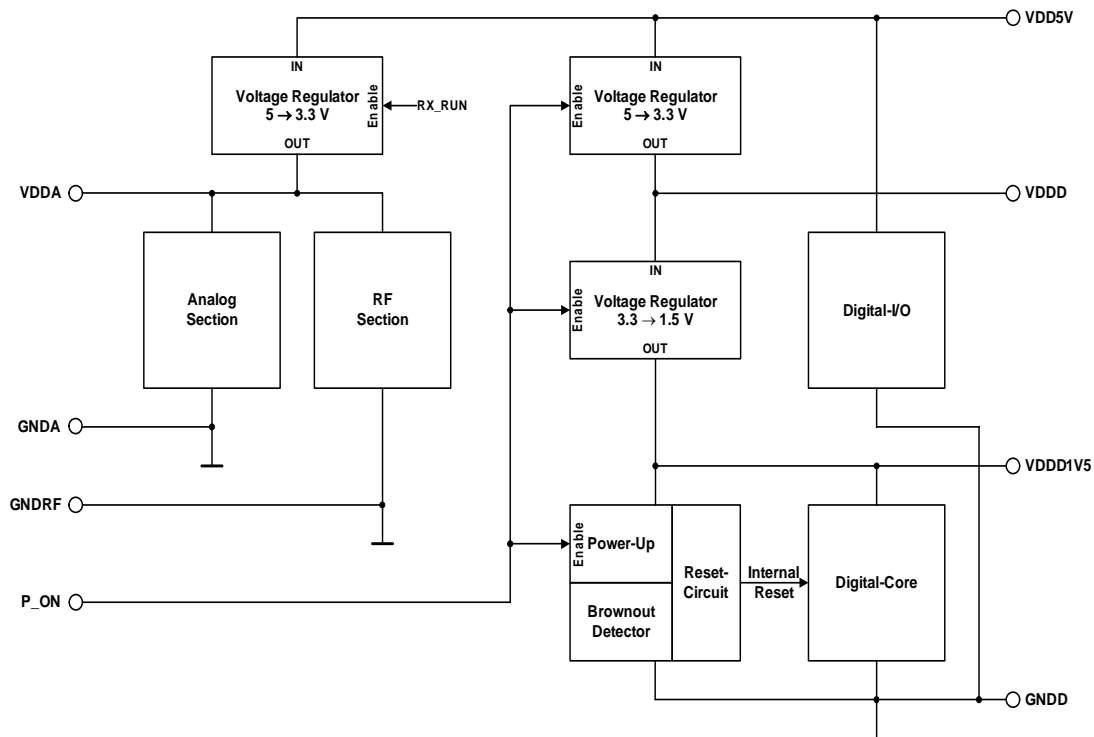 VDD5V
IN
Voltage Regulator
5 → 3.3 V
Enable
OUT
RX_RUN
IN
Enable
Voltage Regulator
5 → 3.3 V
OUT
VDDA
VDDD
Analog
Section
RF
Section
IN
Enable
Voltage Regulator
3.3 → 1.5 V
OUT
Digital-I/O
GNDA
VDDD1V5
GNDRF
Enable
Power-Up
Brownout
Detector
Reset-
Circuit
Internal
Reset
Digital-Core
P_ON
GNDD